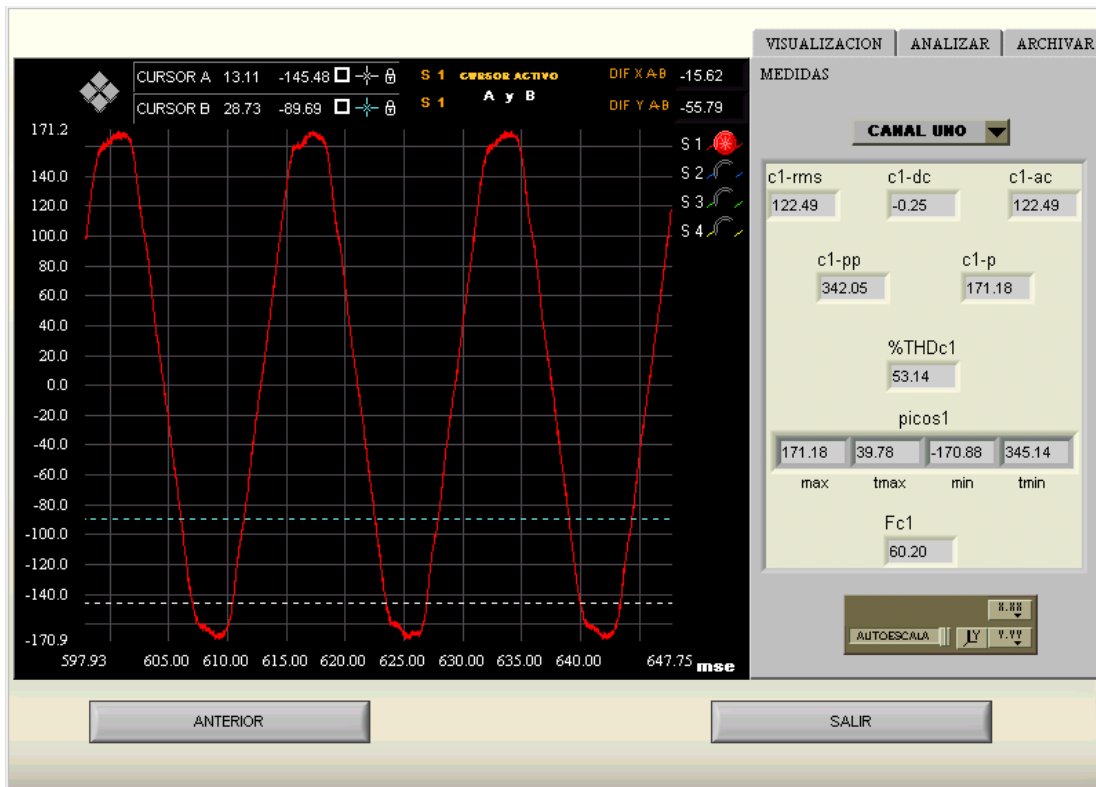 VISUALIZACION ANALIZAR ARCHIVAR
CURSOR A 13.11 -145.48 S 1 CURSOR ACTIVO DIF X A-B -15.62
CURSOR B 28.73 -89.69 S 1 A y B DIF Y A-B -55.79
MEDIDAS
CANAL UNO
171.2
140.0
120.0
100.0
80.0
60.0
40.0
20.0
0.0
-20.0
-40.0
-60.0
-80.0
-100.0
-120.0
-140.0
-170.9
597.93 605.00 610.00 615.00 620.00 625.00 630.00 635.00 640.00 647.75 mse
S 1
S 2
S 3
S 4
c1-rms c1-dc c1-ac
122.49 -0.25 122.49
c1-pp c1-p
342.05 171.18
%THDc1
53.14
picos1
171.18 39.78 -170.88 345.14
max tmax min tmin
Fc1
60.20
X.XX
AUTOESCALA Y Y.YY
ANTERIOR SALIR